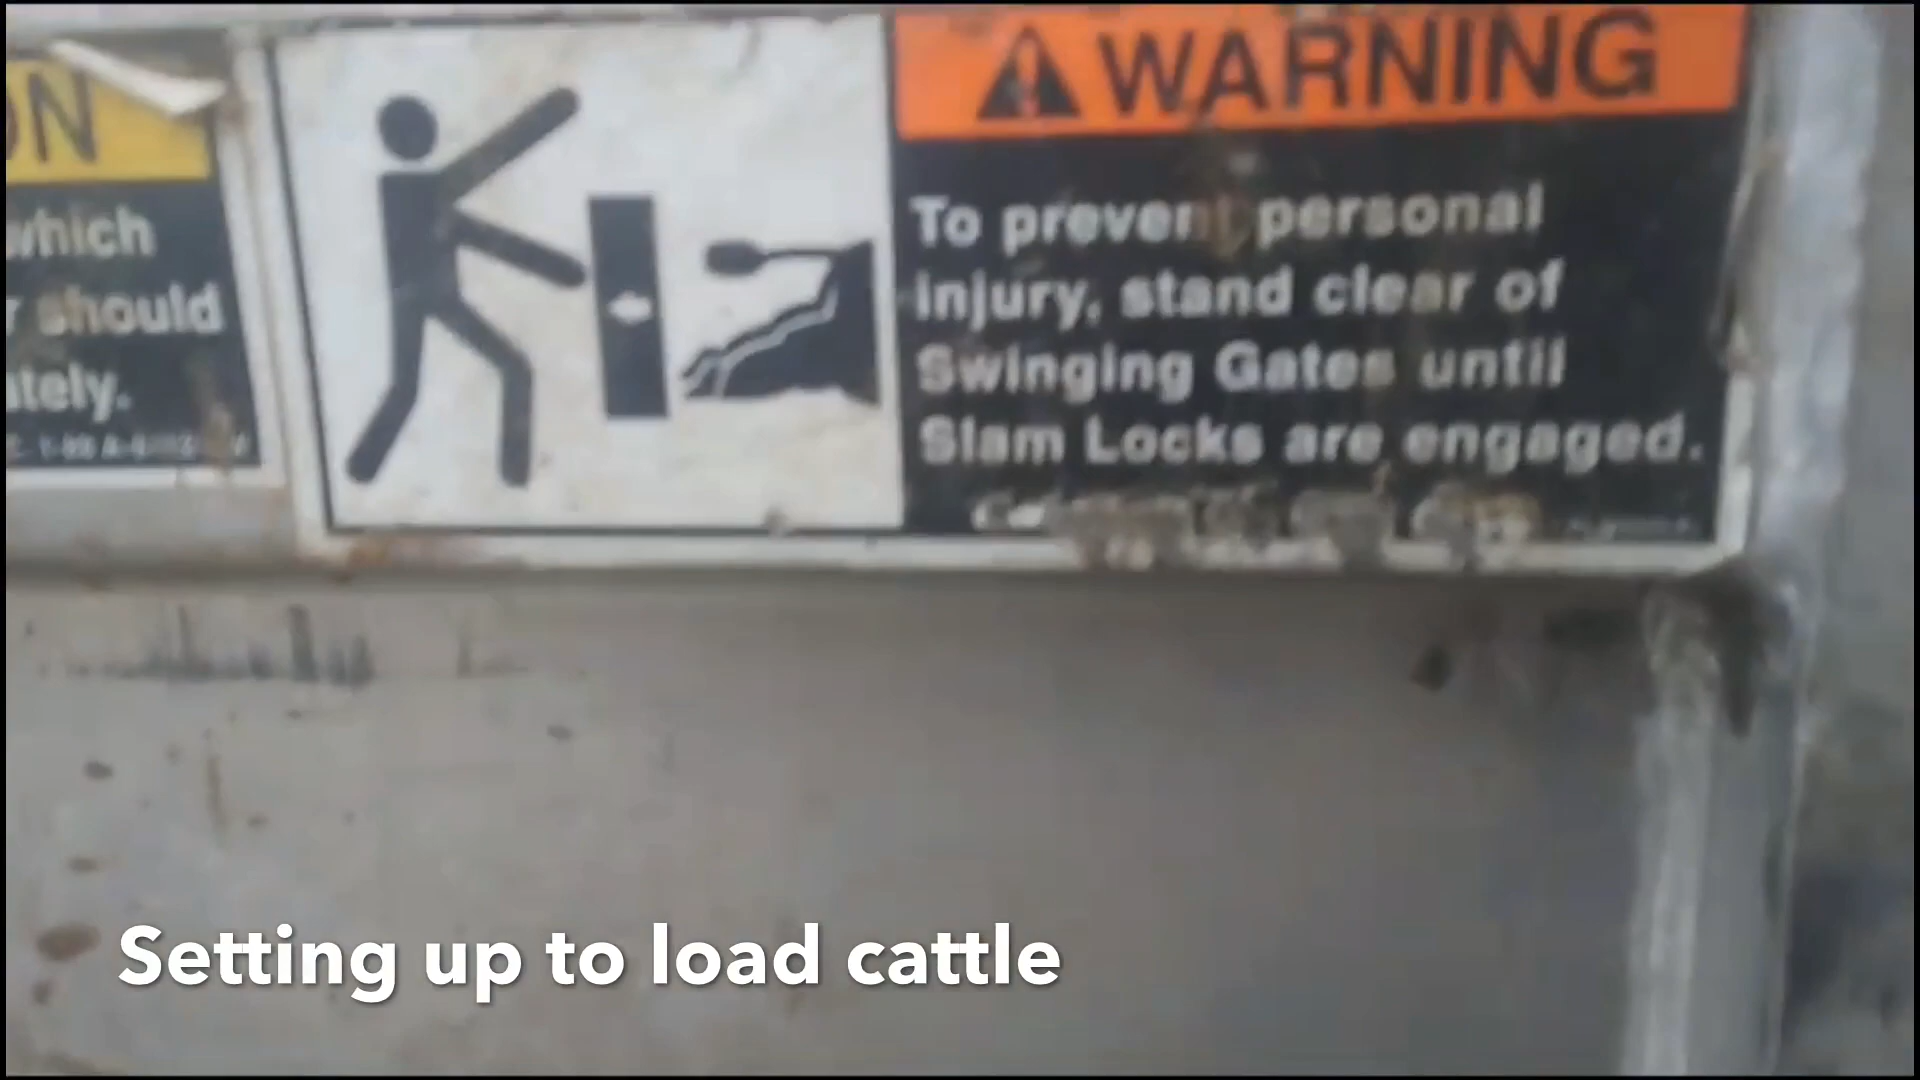 ON
which
should
tely.
WARNING
To prevent personal
injury, stand clear of
Swinging Gates until
Slam Locks are engaged.
Setting up to load cattle